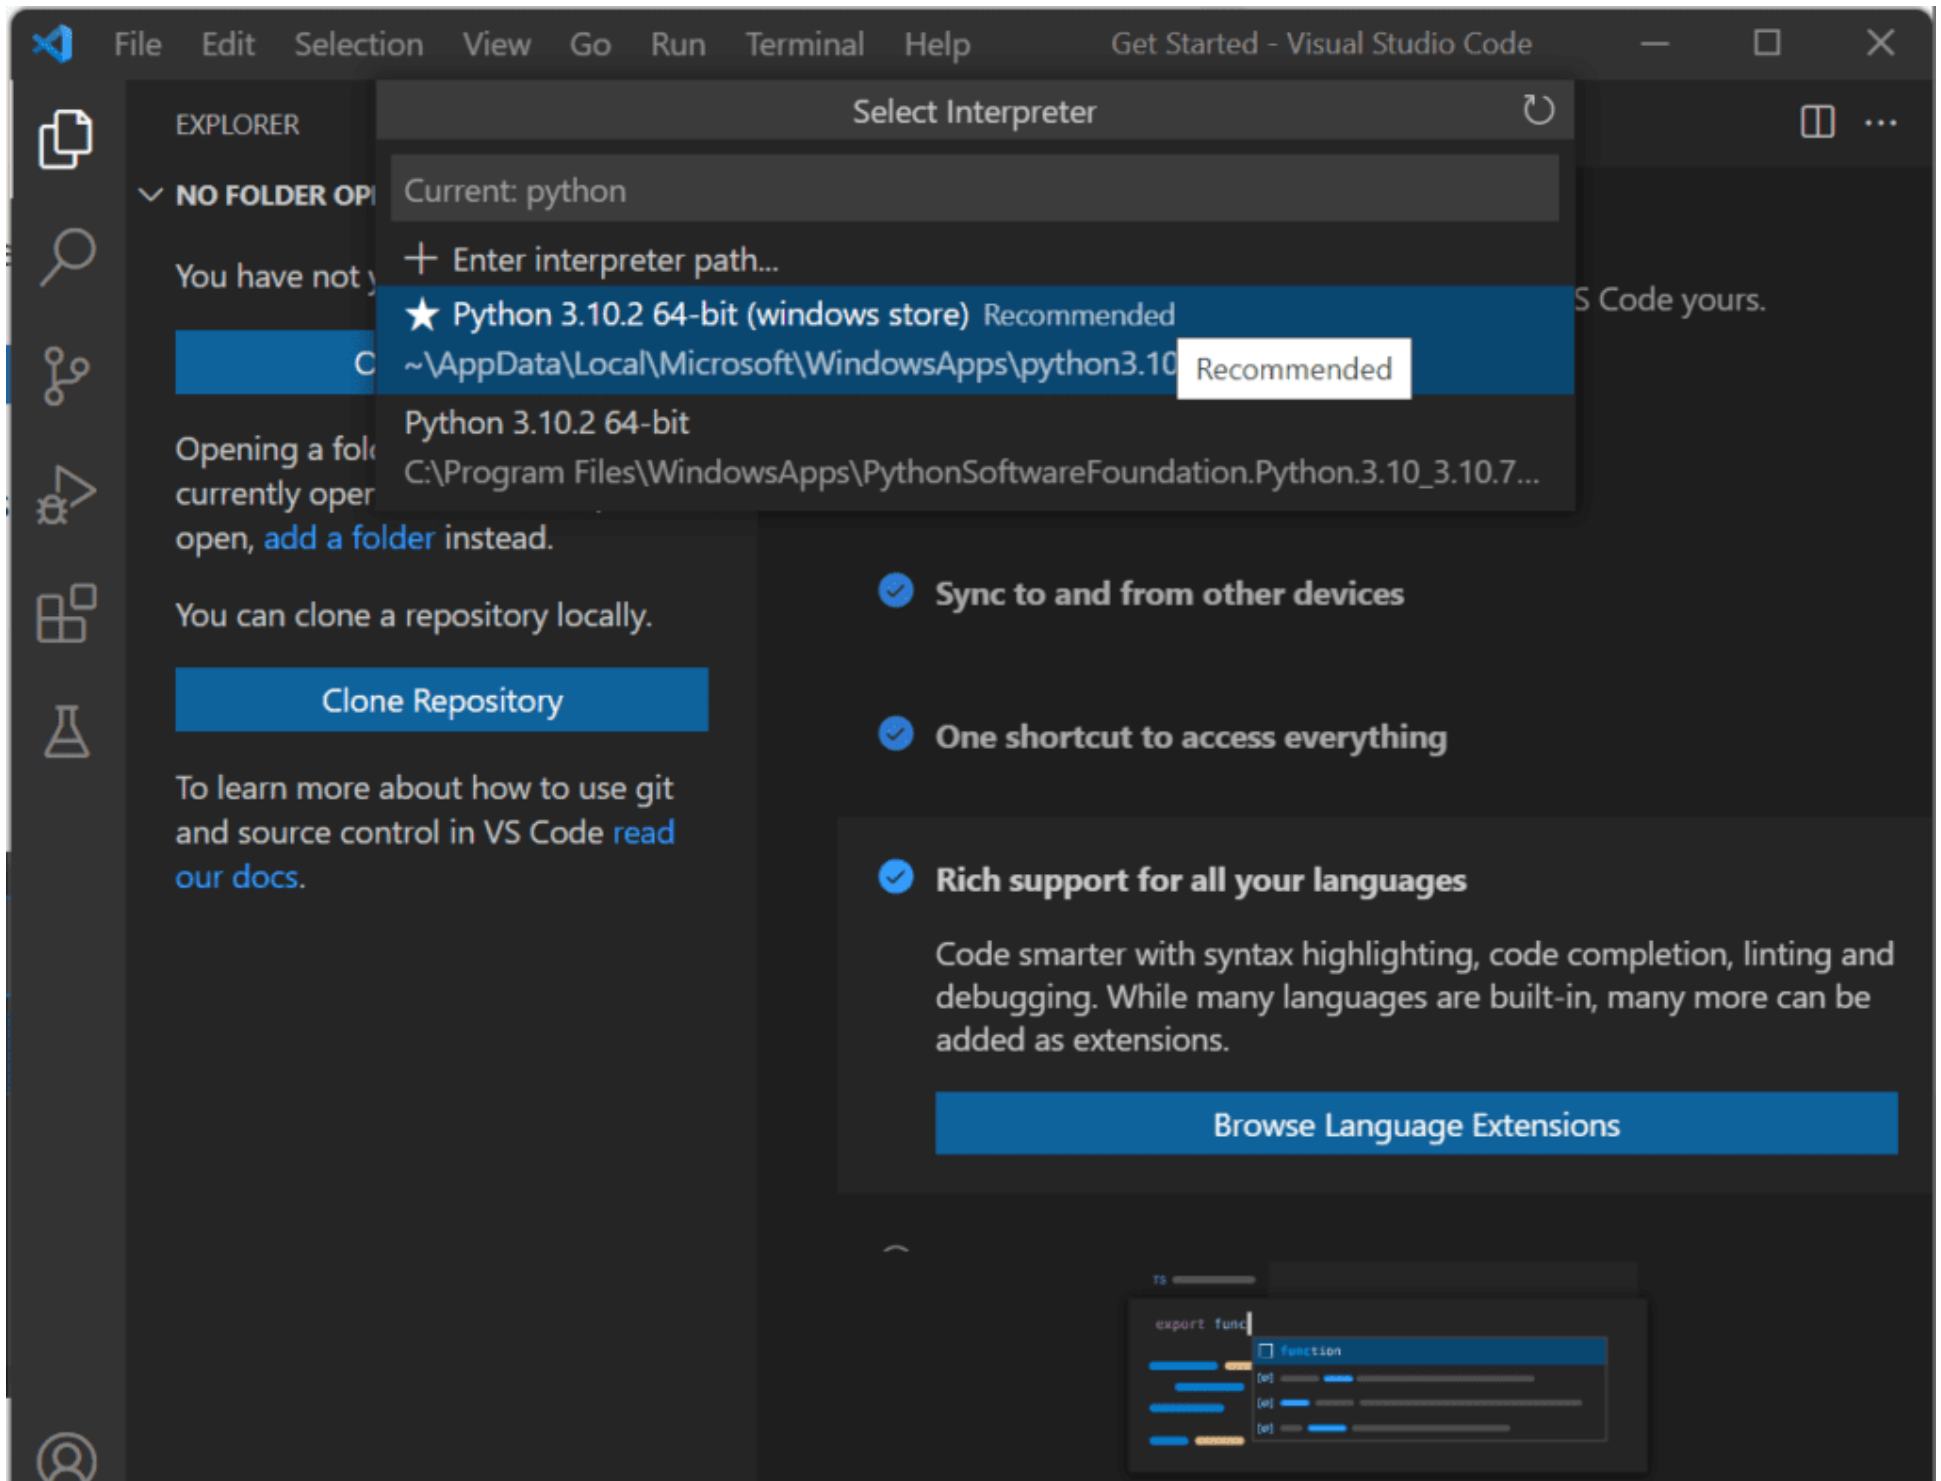 File Edit Selection View Go Run Terminal Help Get Started - Visual Studio Code
EXPLORER
NO FOLDER OP
You have not
Opening a fol
currently oper
open, add a folder instead.
You can clone a repository locally.
Clone Repository
To learn more about how to use git
and source control in VS Code read
our docs.
Select Interpreter
Current: python
Enter interpreter path...
Python 3.10.2 64-bit (windows store) Recommended
~\AppData\Local\Microsoft\WindowsApps\python3.10
Recommended
Python 3.10.2 64-bit
C:\Program Files\WindowsApps\PythonSoftwareFoundation.Python.3.10_3.10.7...
S Code yours.
Sync to and from other devices
One shortcut to access everything
Rich support for all your languages
Code smarter with syntax highlighting, code completion, linting and
debugging. While many languages are built-in, many more can be
added as extensions.
Browse Language Extensions
TS
export func
function